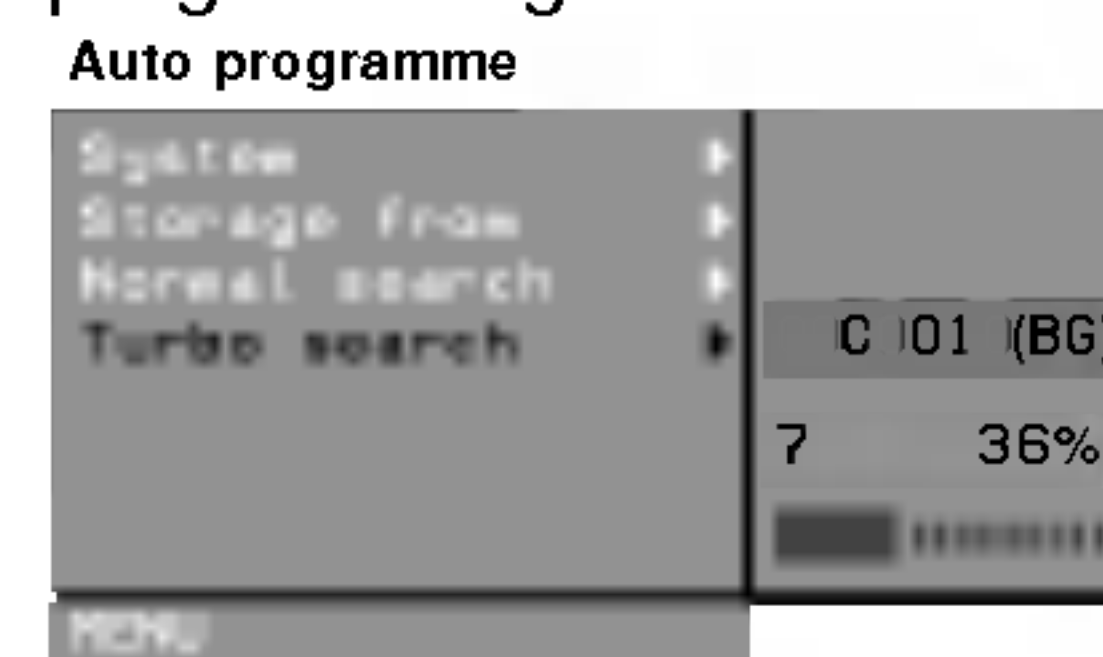 Auto programme
System
Storage from
Normal search
Turbo search
C 01 (BG)
7 36%
MENU